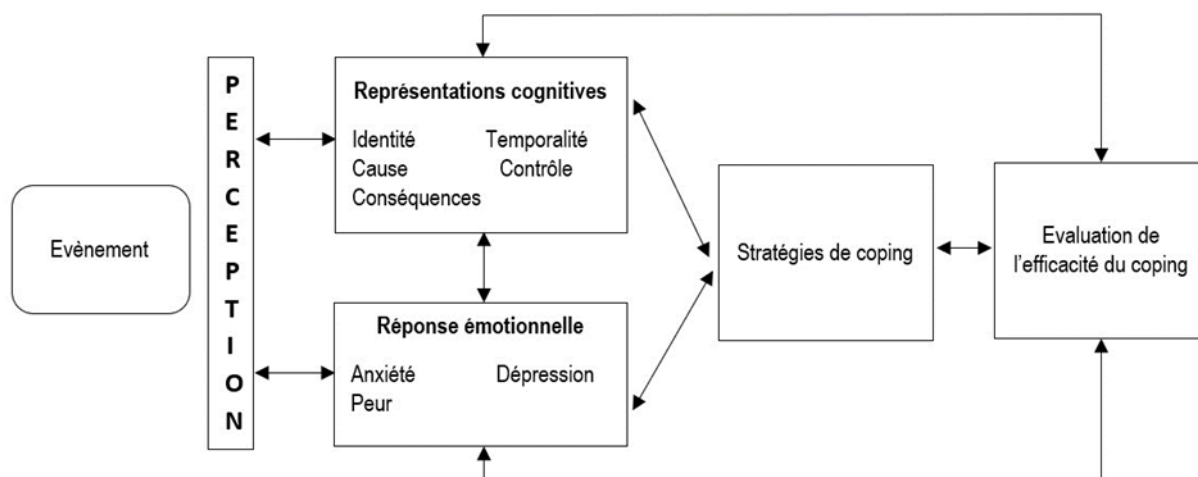 Evènement
PERCEPTION
Représentations cognitives
Identité Temporalité
Cause Contrôle
Conséquences
Réponse émotionnelle
Anxiété Dépression
Peur
Stratégies de coping
Evaluation de
l'efficacité du coping